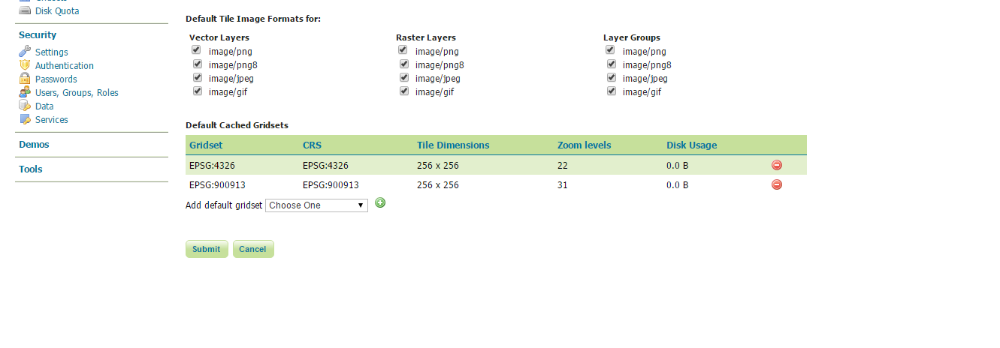 Disk Quota
Security
Settings
Authentication
Passwords
Users, Groups, Roles
Data
Services
Demos
Tools
Default Tile Image Formats for:
Vector Layers Raster Layers Layer Groups
image/png image/png image/png
image/png8 image/png8 image/png8
image/jpeg image/jpeg image/jpeg
image/gif image/gif image/gif
Default Cached Gridsets
Gridset CRS Tile Dimensions Zoom levels Disk Usage
EPSG:4326 EPSG:4326 256 x 256 22 0.0 B
EPSG:900913 EPSG:900913 256 x 256 31 0.0 B
Add default gridset Choose One
Submit Cancel